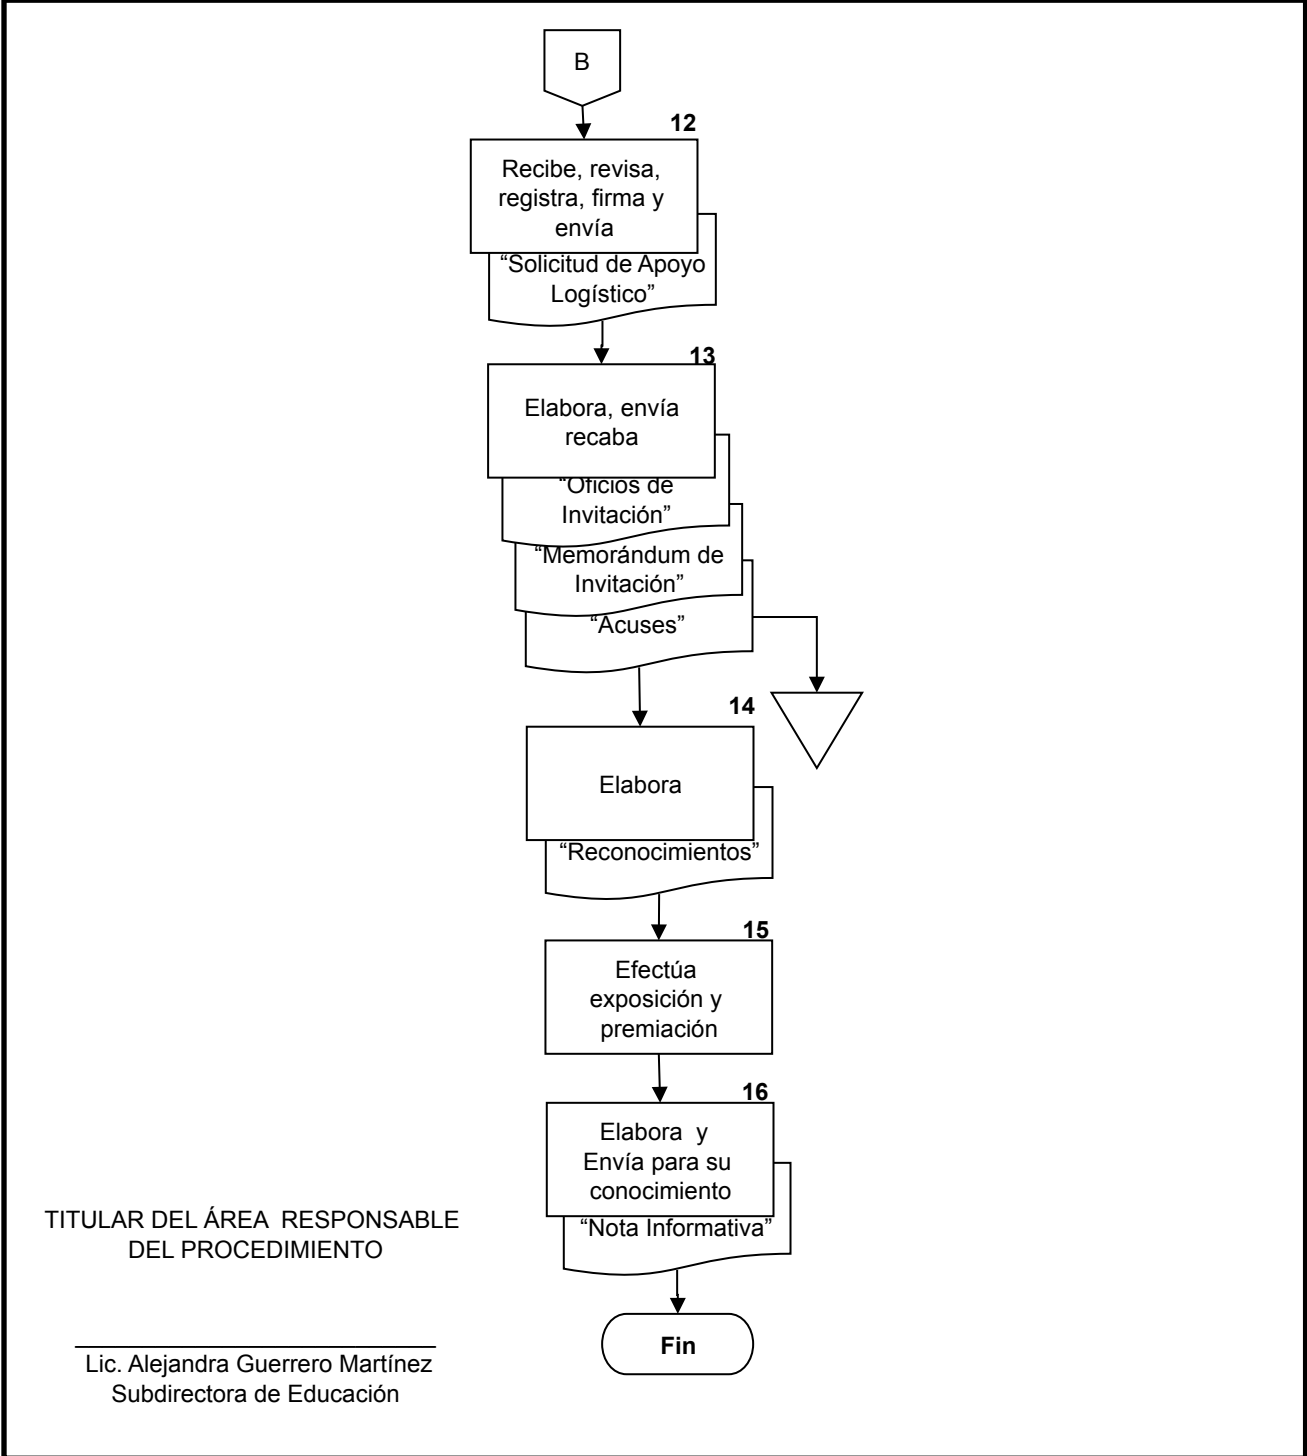 B
12
Recibe, revisa,
registra, firma y
envía
“Solicitud de Apoyo
Logístico”
13
Elabora, envía
recaba
“Oficios de
Invitación”
“Memorándum de
Invitación”
“Acuses”
14
Elabora
“Reconocimientos”
15
Efectúa
exposición y
premiación
16
Elabora y
Envía para su
conocimiento
“Nota Informativa”
Fin
TITULAR DEL ÁREA RESPONSABLE
DEL PROCEDIMIENTO
Lic. Alejandra Guerrero Martínez
Subdirectora de Educación